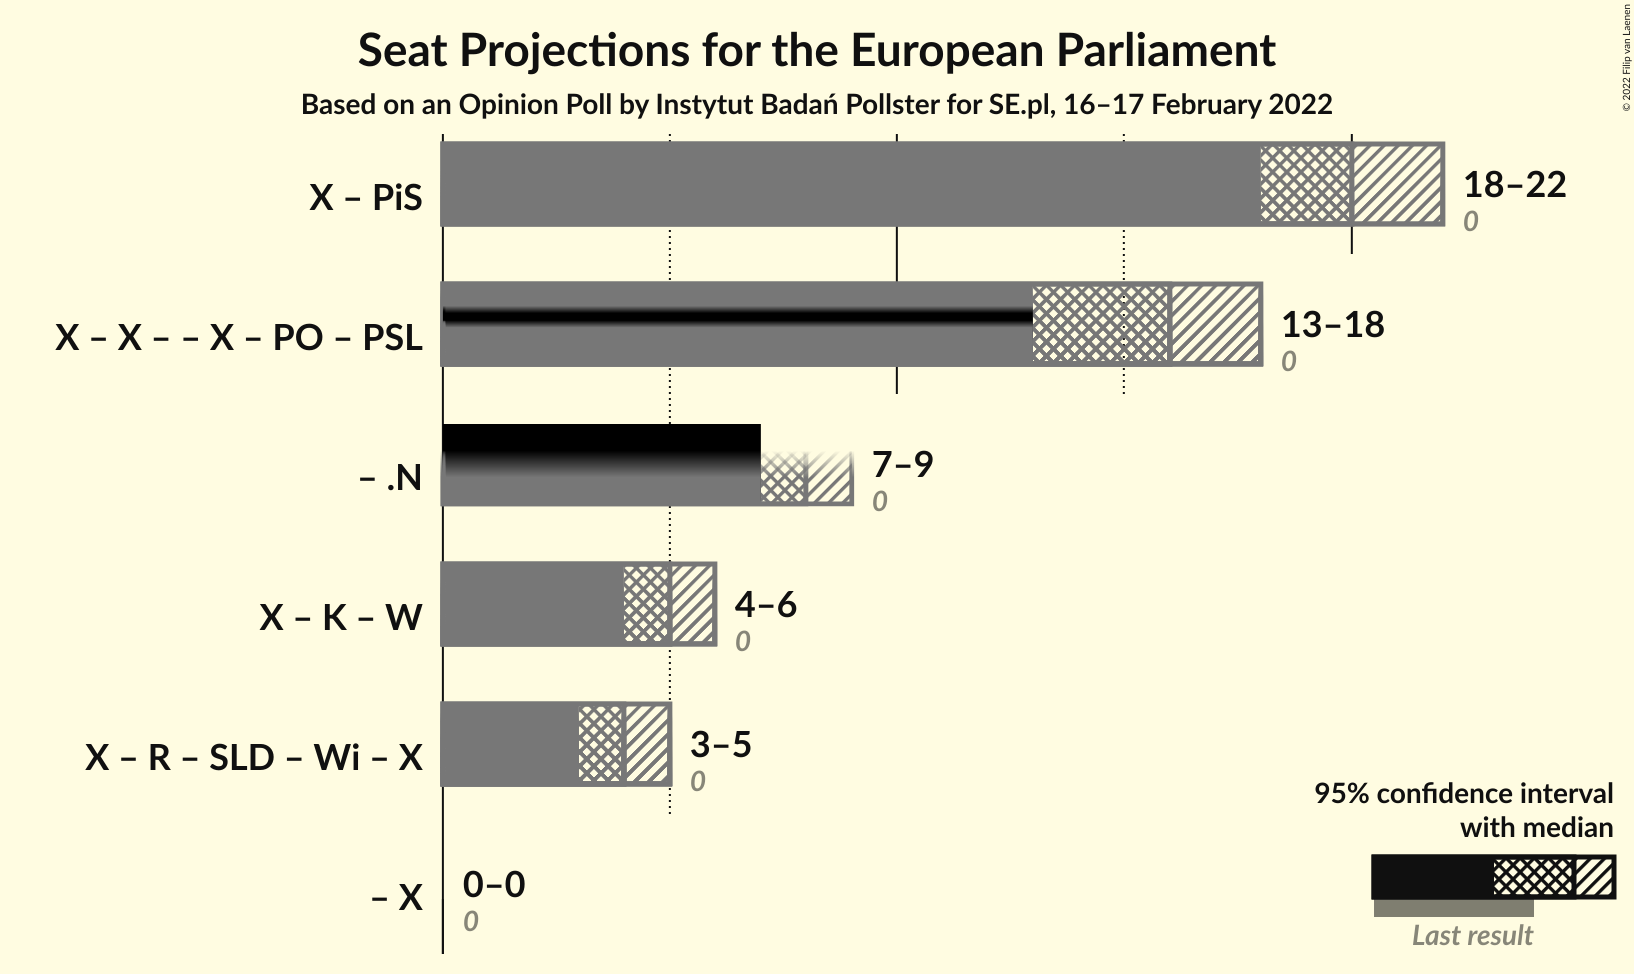 Seat Projections for the European Parliament
Based on an Opinion Poll by Instytut Badań Pollster for SE.pl, 16–17 February 2022
© 2022 Filip van Laenen
X – PiS
18–22
0
X – X – – X – PO – PSL
13–18
0
– .N
7–9
0
X – K – W
4–6
0
X – R – SLD – Wi – X
3–5
0
– X
0–0
0
95% confidence interval
with median
Last result